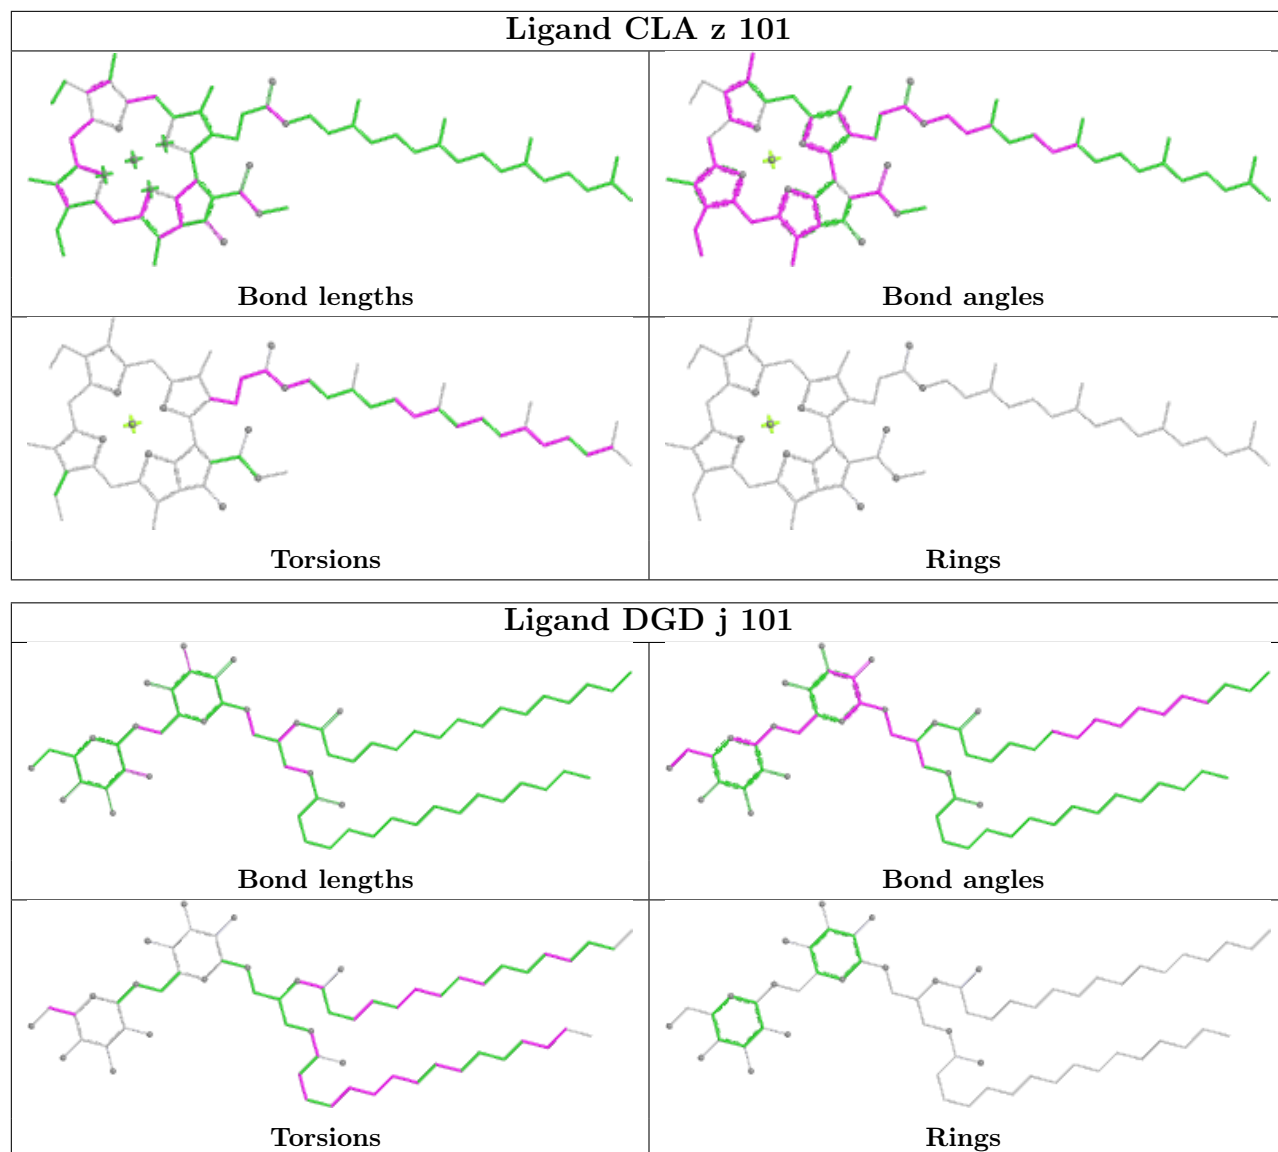 Ligand CLA z 101
Bond lengths
Bond angles
Torsions
Rings
Ligand DGD j 101
Bond lengths
Bond angles
Torsions
Rings